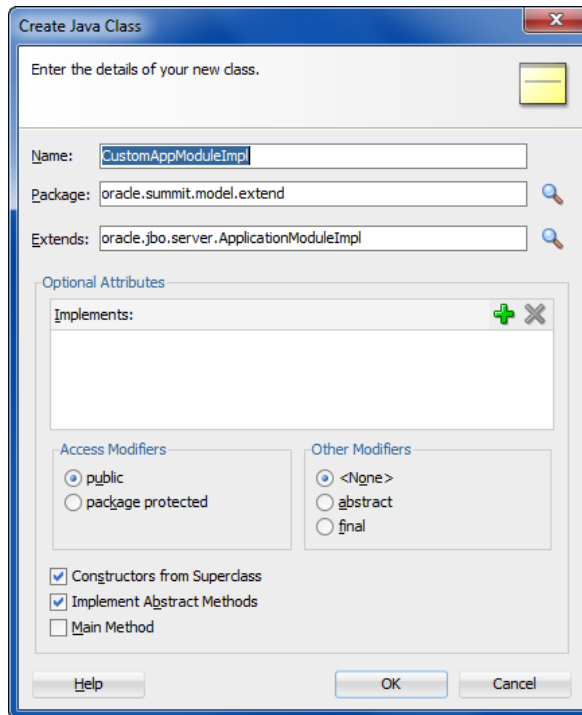 Create Java Class
Enter the details of your new class.
Name: CustomAppModuleImpl
Package: oracle.summit.model.extend
Extends: oracle.jbo.server.ApplicationModuleImpl
Optional Attributes
Implements:
Access Modifiers
public
package protected
Other Modifiers
<None>
abstract
final
Constructors from Superclass
Implement Abstract Methods
Main Method
Help
OK
Cancel